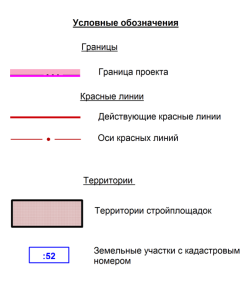 Условные обозначения
Границы
Граница проекта
Красные линии
Действующие красные линии
Оси красных линий
Территории
Территории стройплощадок
:52
Земельные участки с кадастровым
номером